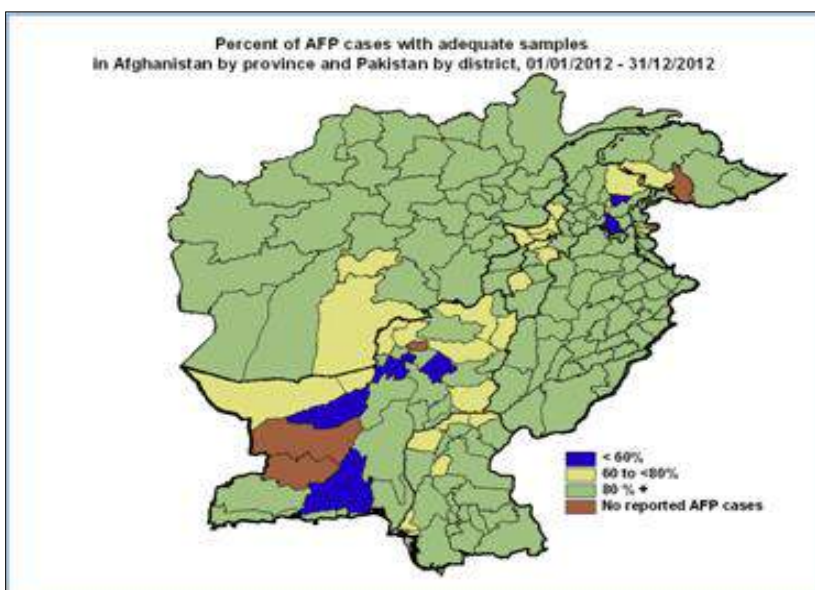 Percent of AFP cases with adequate samples
in Afghanistan by province and Pakistan by district, 01/01/2012 - 31/12/2012
< 60%
60 to <80%
80 % +
No reported AFP cases